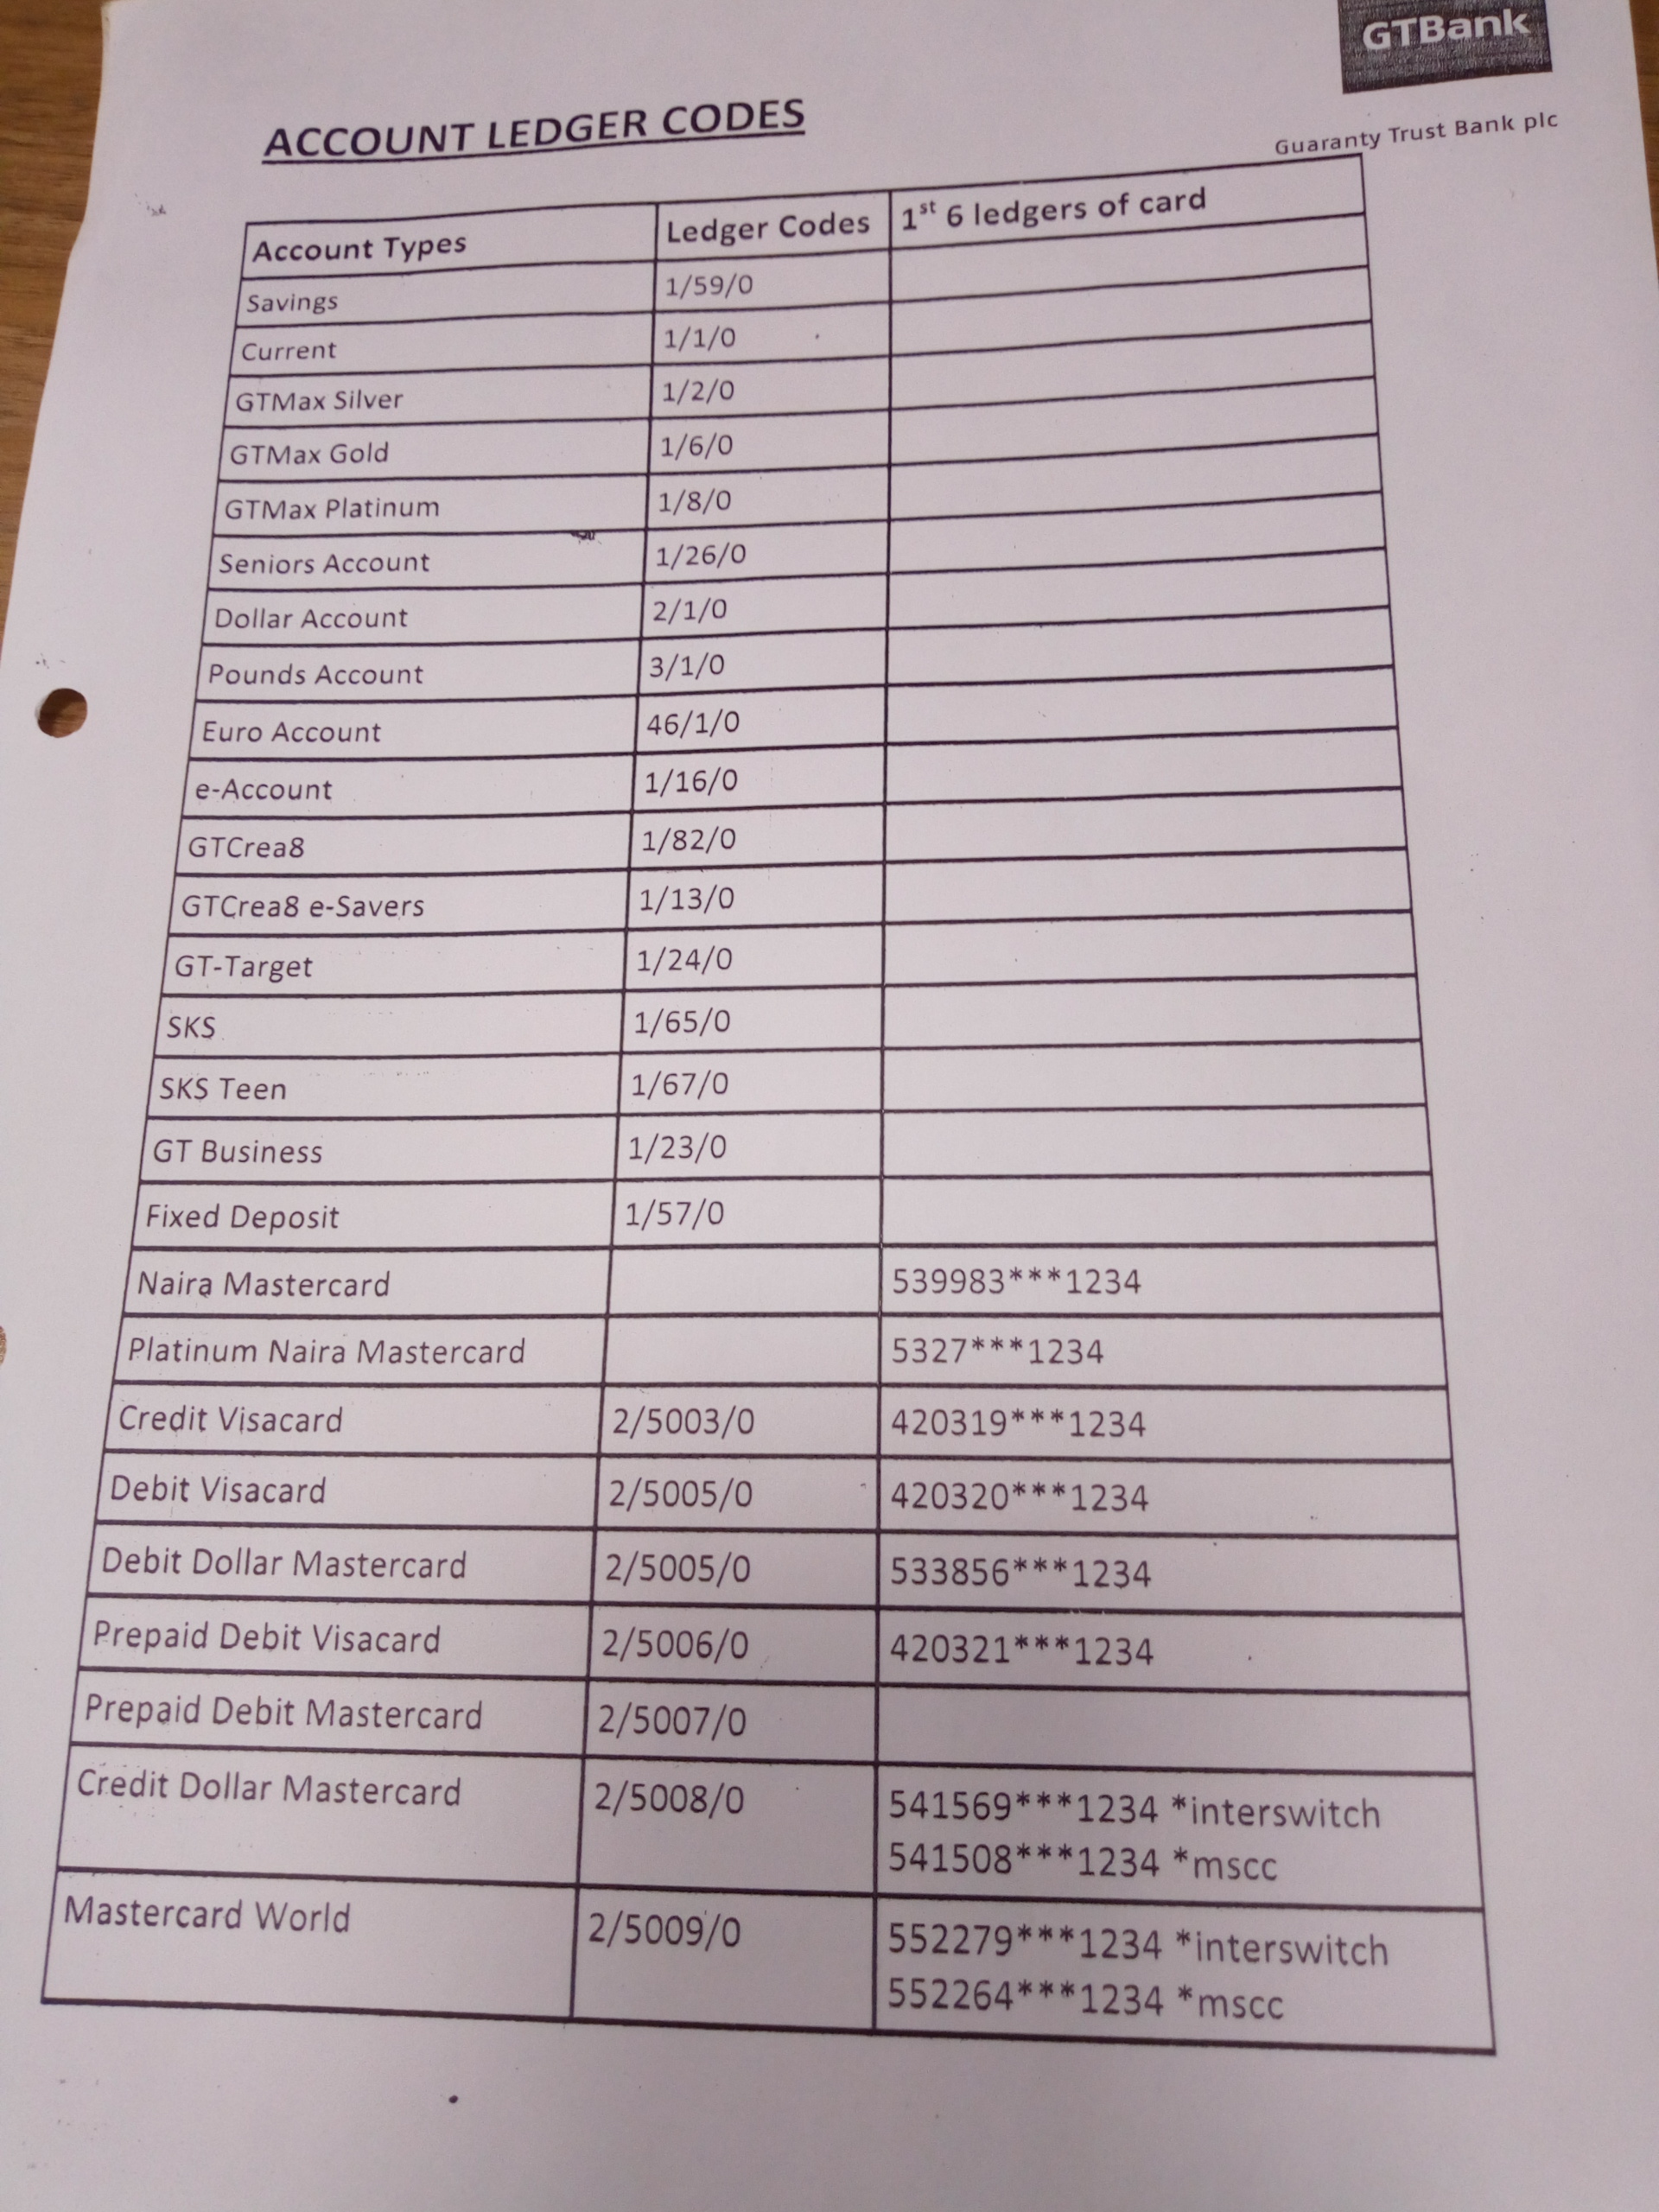 GTBank
Guaranty Trust Bank plc
ACCOUNT LEDGER CODES
Account Types Ledger Codes 1st 6 ledgers of card
Savings 1/59/0
Current 1/1/0
GTMax Silver 1/2/0
GTMax Gold 1/6/0
GTMax Platinum 1/8/0
Seniors Account 1/26/0
Dollar Account 2/1/0
Pounds Account 3/1/0
Euro Account 46/1/0
e-Account 1/16/0
GTCrea8 1/82/0
GTCrea8 e-Savers 1/13/0
GT-Target 1/24/0
SKS 1/65/0
SKS Teen 1/67/0
GT Business 1/23/0
Fixed Deposit 1/57/0
Naira Mastercard 539983***1234
Platinum Naira Mastercard 5327***1234
Credit Visacard 2/5003/0 420319***1234
Debit Visacard 2/5005/0 420320***1234
Debit Dollar Mastercard 2/5005/0 533856***1234
Prepaid Debit Visacard 2/5006/0 420321***1234
Prepaid Debit Mastercard 2/5007/0
Credit Dollar Mastercard 2/5008/0 541569***1234 *interswitch
541508***1234 *mscc
Mastercard World 2/5009/0 552279***1234 *interswitch
552264***1234 *mscc